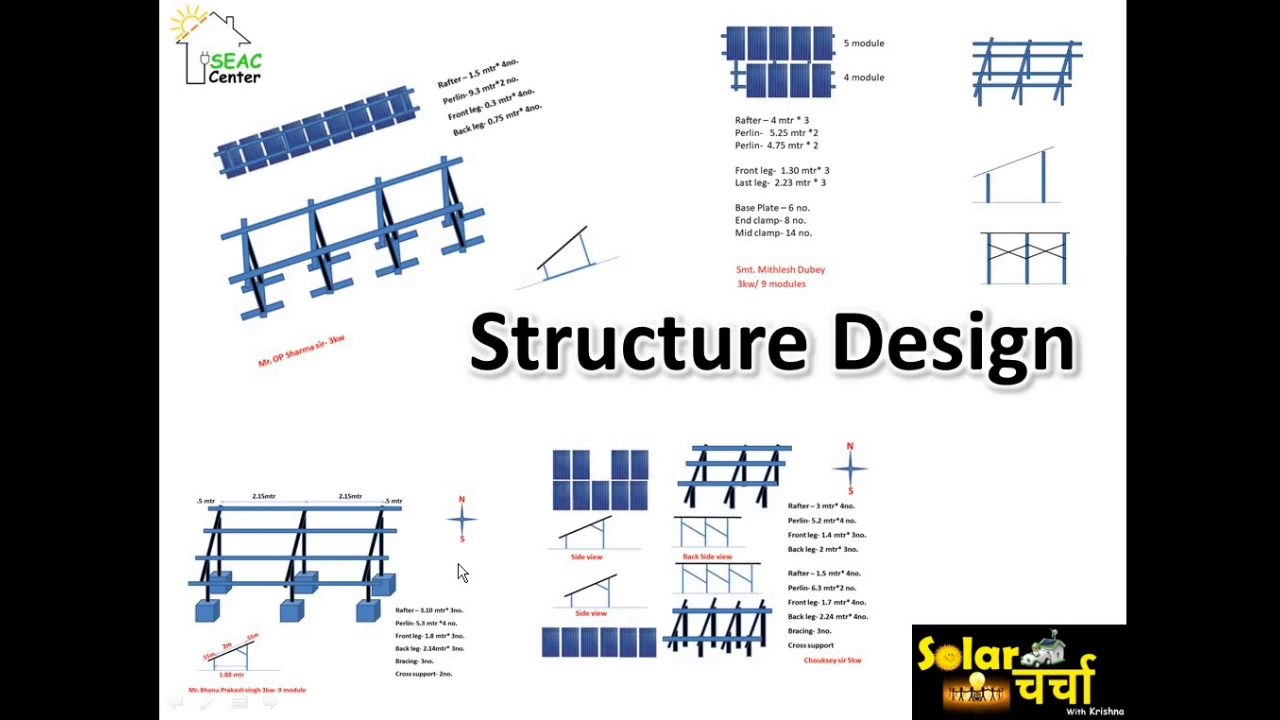 SEAC
Center
Rafter – 1.5 mtr* 4no.
Perlin- 9.3 mtr*2 no.
Front leg- 0.3 mtr* 4no.
Back leg- 0.75 mtr* 4no.
Mr. OP Sharma sir- 3kw
5 module
4 module
Rafter – 4 mtr * 3
Perlin- 5.25 mtr *2
Perlin- 4.75 mtr * 2
Front leg- 1.30 mtr* 3
Last leg- 2.23 mtr * 3
Base Plate – 6 no.
End clamp- 8 no.
Mid clamp- 14 no.
Smt. Mithlesh Dubey
3kw/ 9 modules
Structure Design
.5 mtr 2.15mtr 2.15mtr .5 mtr
N
S
Rafter – 3.10 mtr* 3no.
Perlin- 5.3 mtr *4 no.
Front leg- 1.8 mtr* 3no.
Back leg- 2.14mtr* 3no.
Bracing- 3no.
Cross support- 2no.
.55m 2m .55m
1.88 mtr
Mr. Bhanu Prakash singh 3kw- 9 module
Side view
Back Side view
Side view
N
S
Rafter – 3 mtr* 4no.
Perlin- 5.2 mtr*4 no.
Front leg- 1.4 mtr* 3no.
Back leg- 2 mtr* 3no.
Rafter – 1.5 mtr* 4no.
Perlin- 6.3 mtr*2 no.
Front leg- 1.7 mtr* 4no.
Back leg- 2.24 mtr* 4no.
Bracing- 3no.
Cross support
Chouksey sir 5kw
Solar
चर्चा
With Krishna